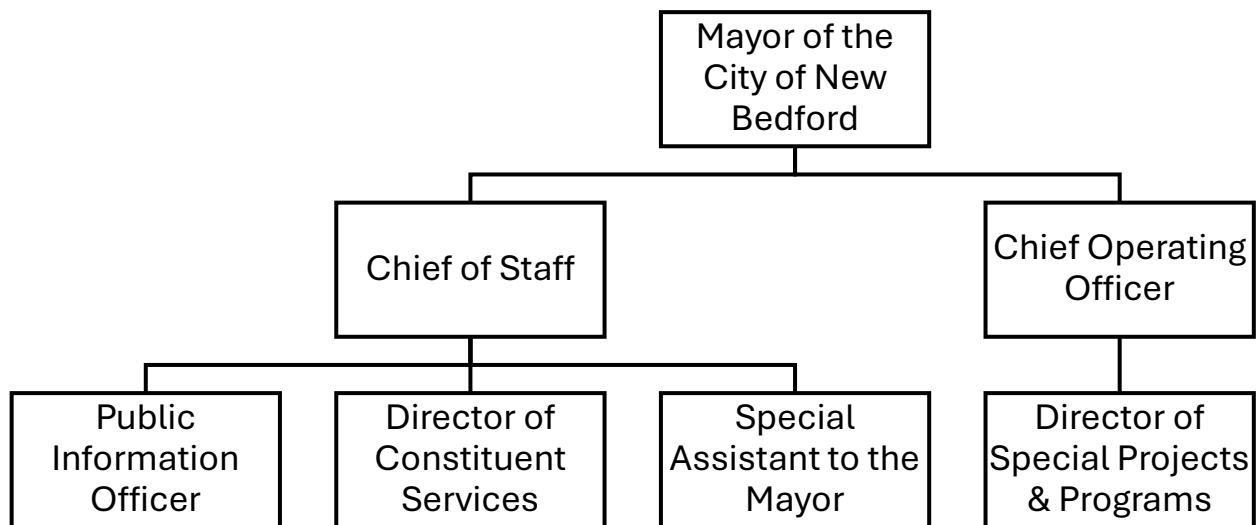 Mayor of the
City of New
Bedford
Chief of Staff
Chief Operating
Officer
Public
Information
Officer
Director of
Constituent
Services
Special
Assistant to the
Mayor
Director of
Special Projects
& Programs